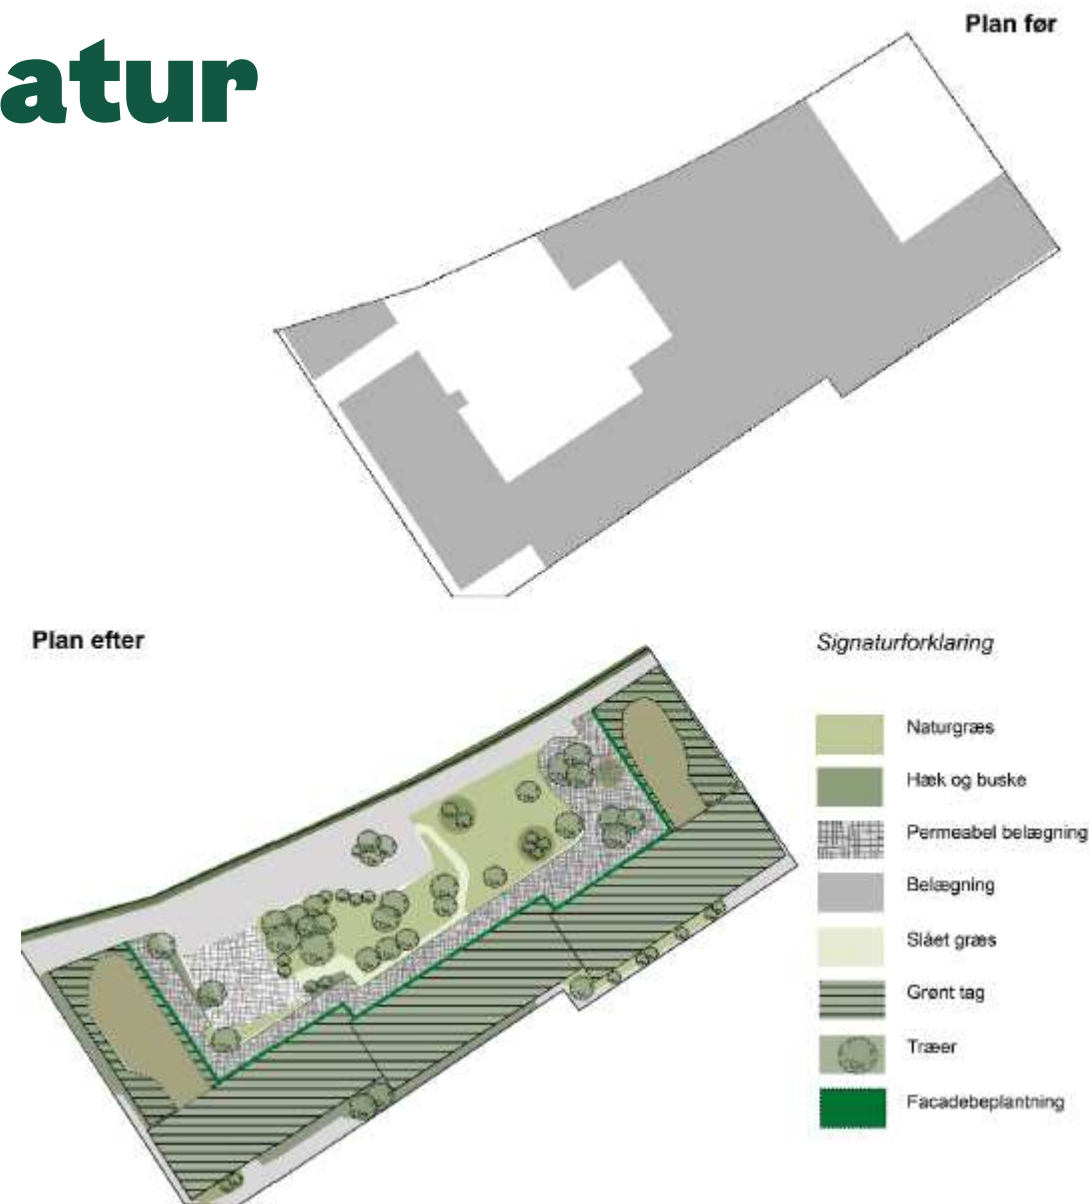 Plan før
atur
Plan efter
Signaturforklaring
Naturgræs
Hæk og buske
Permeabel belægning
Belægning
Slået græs
Grønt tag
Træer
Facadebeplantning